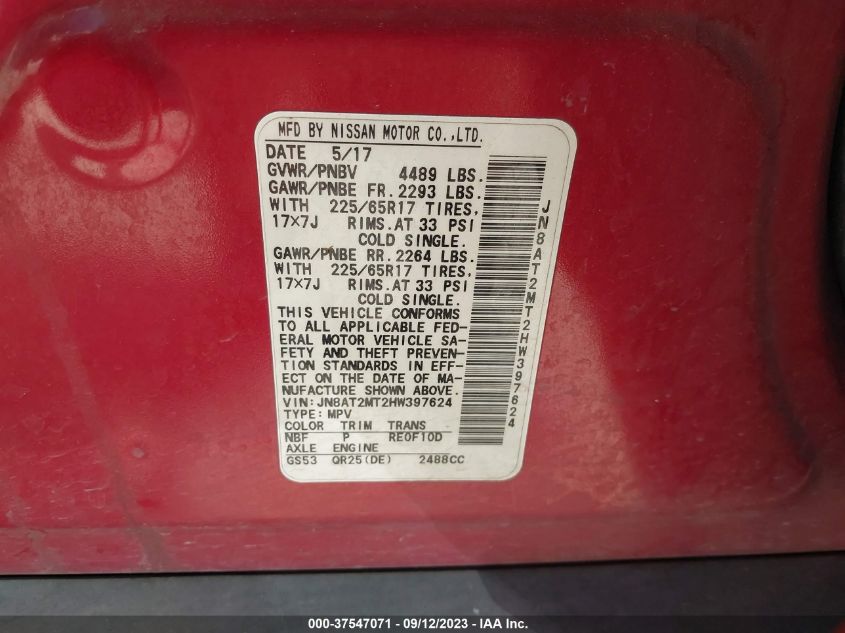 MFD BY NISSAN MOTOR CO.,LTD.
DATE 5/17
GVWR/PNBV 4489 LBS.
GAWR/PNBE FR. 2293 LBS.
WITH 225/65R17 TIRES,
17×7J RIMS.AT 33 PSI
COLD SINGLE.
GAWR/PNBE RR. 2264 LBS.
WITH 225/65R17 TIRES,
17×7J RIMS.AT 33 PSI
COLD SINGLE.
THIS VEHICLE CONFORMS
TO ALL APPLICABLE FED-
ERAL MOTOR VEHICLE SA-
FETY AND THEFT PREVEN-
TION STANDARDS IN EFF-
ECT ON THE DATE OF MA-
NUFACTURE SHOWN ABOVE.
VIN:JN8AT2MT2HW397624
TYPE:MPV
COLOR TRIM TRANS
NBF P RE0F10D
AXLE ENGINE
GS53 QR25(DE) 2488CC
JN8AT2MT2HW397624
000-37547071 - 09/12/2023 - IAA Inc.